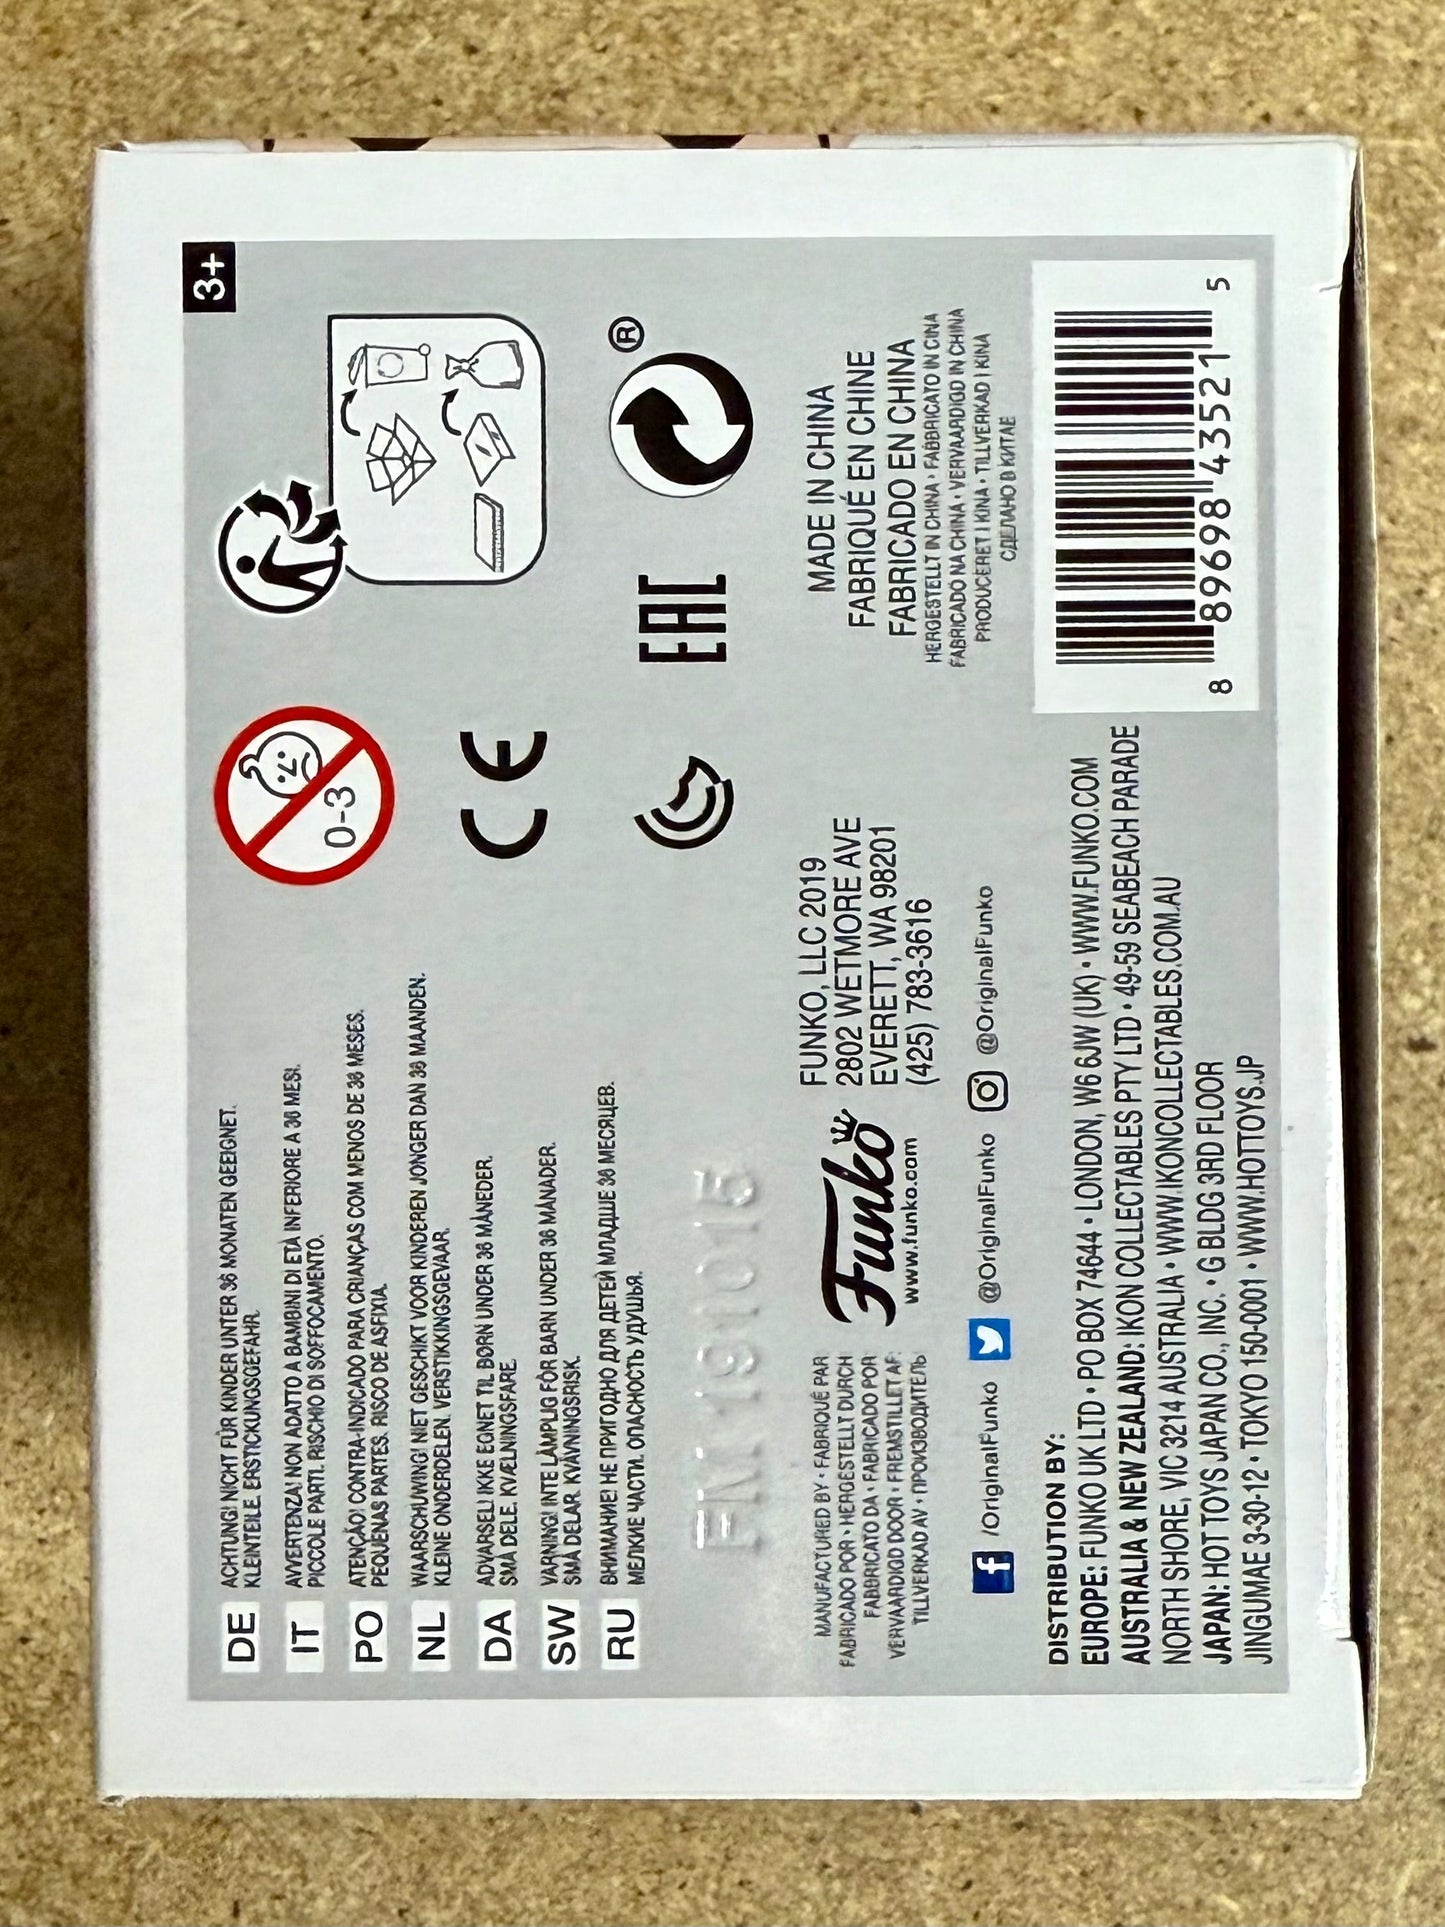 3+
DE ACHTUNG! NICHT FÜR KINDER UNTER 36 MONATEN GEEIGNET.
KLEINTEILE. ERSTICKUNGSGEFAHR.
IT AVVERTENZA! NON ADATTO A BAMBINI DI ETÀ INFERIORE A 36 MESI.
PICCOLE PARTI. RISCHIO DI SOFFOCAMENTO.
PO ATENÇÃO! CONTRA-INDICADO PARA CRIANÇAS COM MENOS DE 36 MESES.
PEQUENAS PARTES. RISCO DE ASFIXIA.
NL WAARSCHUWING! NIET GESCHIKT VOOR KINDEREN JONGER DAN 36 MAANDEN.
KLEINE ONDERDELEN. VERSTIKKINGSGEVAAR.
DA ADVARSEL! IKKE EGNET TIL BØRN UNDER 36 MÅNEDER.
SMÅ DELE. KVÆLNINGSFARE.
SW VARNING! INTE LÄMPLIG FÖR BARN UNDER 36 MÅNADER.
SMÅ DELAR. KVÄVNINGSRISK.
RU ВНИМАНИЕ! НЕ ПРИГОДНО ДЛЯ ДЕТЕЙ МЛАДШЕ 36 МЕСЯЦЕВ.
МЕЛКИЕ ЧАСТИ. ОПАСНОСТЬ УДУШЬЯ.
0-3
CE
EAC
®
191015
MANUFACTURED BY • FABRIQUÉ PAR
FABRICADO POR • HERGESTELLT DURCH
FABBRICATO DA • FABRICADO POR
VERVAARDIGD DOOR • FREMSTILLET AF
TILLVERKAD AV • ПРОИЗВОДИТЕЛЬ
Funko
www.funko.com
FUNKO, LLC 2019
2802 WETMORE AVE
EVERETT, WA 98201
(425) 783-3616
MADE IN CHINA
FABRIQUÉ EN CHINE
FABRICADO EN CHINA
HERGESTELLT IN CHINA • FABBRICATO IN CINA
FABRICADO NA CHINA • VERVAARDIGD IN CHINA
PRODUCERET I KINA • TILLVERKAD I KINA
СДЕЛАНО В КИТАЕ
f /OriginalFunko @OriginalFunko @OriginalFunko
DISTRIBUTION BY:
EUROPE: FUNKO UK LTD • PO BOX 74644 • LONDON, W6 6JW (UK) • WWW.FUNKO.COM
AUSTRALIA & NEW ZEALAND: IKON COLLECTABLES PTY LTD • 49-59 SEABEACH PARADE
NORTH SHORE, VIC 3214 AUSTRALIA • WWW.IKONCOLLECTABLES.COM.AU
JAPAN: HOT TOYS JAPAN CO., INC. • G BLDG 3RD FLOOR
JINGUMAE 3-30-12 • TOKYO 150-0001 • WWW.HOTTOYS.JP
8 89698 43521 5